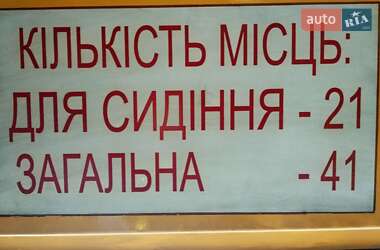 auto RIA
КІЛЬКІСТЬ МІСЦЬ:
ДЛЯ СИДІННЯ - 21
ЗАГАЛЬНА - 41